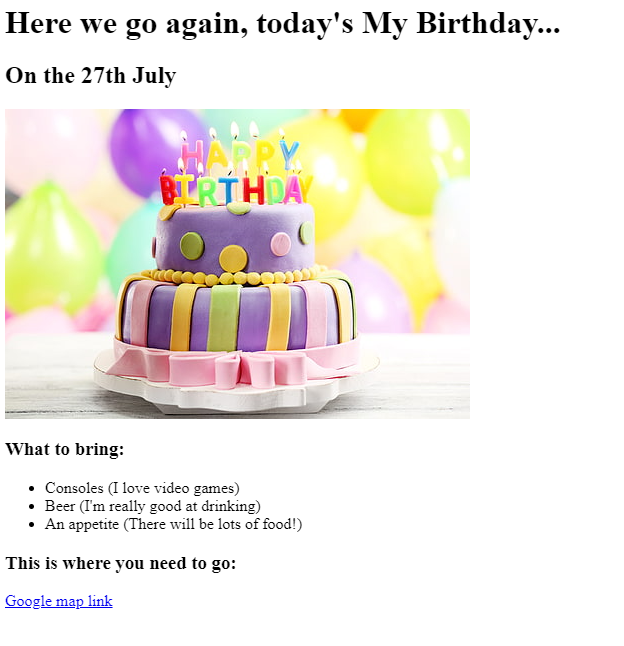 Here we go again, today's My Birthday...
On the 27th July
HAPPY
BIRTHDAY
What to bring:
Consoles (I love video games)
Beer (I'm really good at drinking)
An appetite (There will be lots of food!)
This is where you need to go:
Google map link